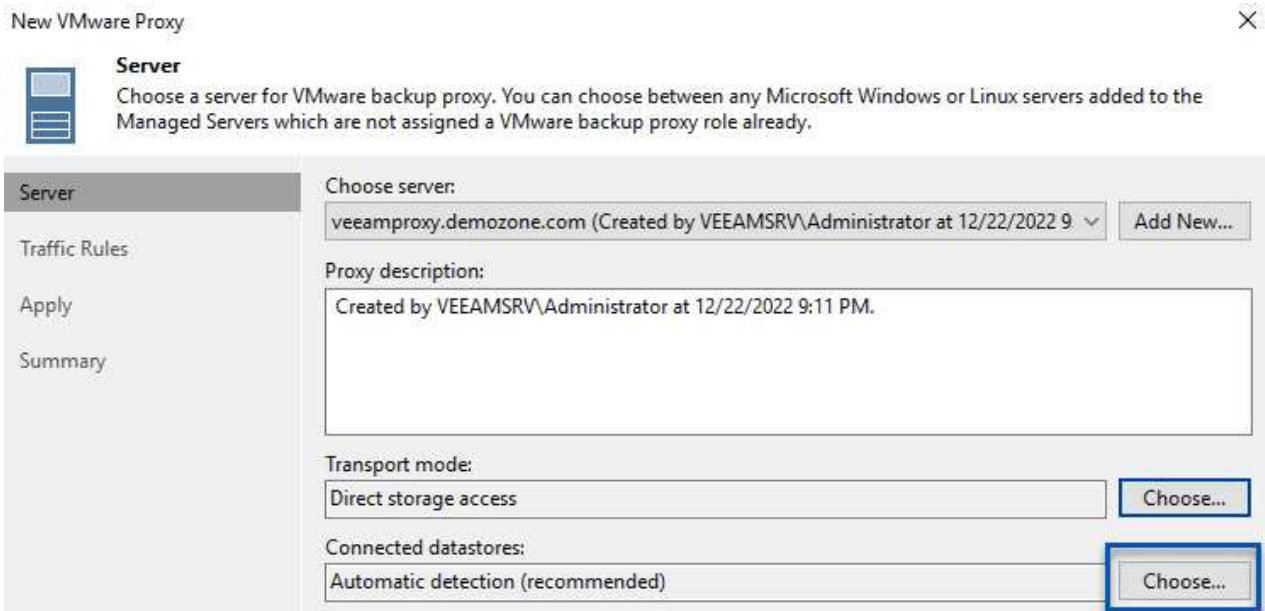 New VMware Proxy
Server
Choose a server for VMware backup proxy. You can choose between any Microsoft Windows or Linux servers added to the
Managed Servers which are not assigned a VMware backup proxy role already.
Server
Traffic Rules
Apply
Summary
Choose server:
veeamproxy.demozone.com (Created by VEEAMSRV\Administrator at 12/22/2022 9
Add New...
Proxy description:
Created by VEEAMSRV\Administrator at 12/22/2022 9:11 PM.
Transport mode:
Direct storage access
Choose...
Connected datastores:
Automatic detection (recommended)
Choose...